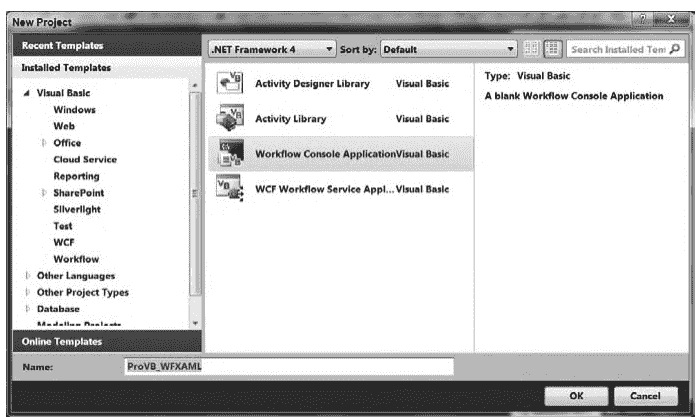 New Project
Recent Templates
Installed Templates
Visual Basic
Windows
Web
Office
Cloud Service
Reporting
SharePoint
Silverlight
Test
WCF
Workflow
Other Languages
Other Project Types
Database
Modeling Projects
Online Templates
.NET Framework 4
Sort by: Default
Search Installed Tem
Activity Designer Library Visual Basic
Activity Library Visual Basic
Workflow Console Application Visual Basic
WCF Workflow Service Appl... Visual Basic
Type: Visual Basic
A blank Workflow Console Application
Name: ProVB_WFXAML
OK Cancel